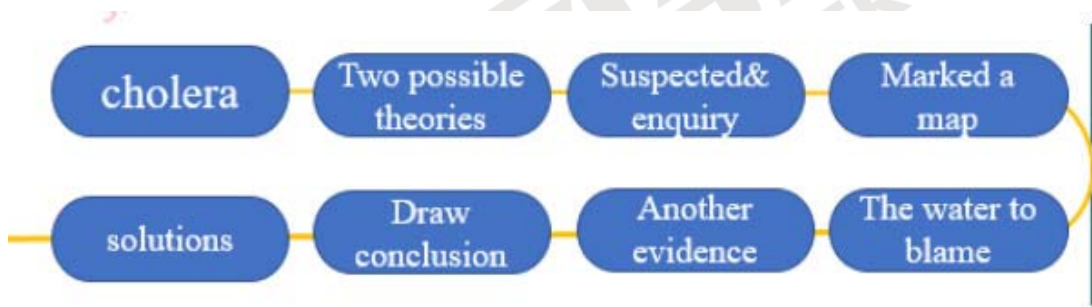 cholera
Two possible
theories
Suspected&
enquiry
Marked a
map
The water to
blame
Another
evidence
Draw
conclusion
solutions